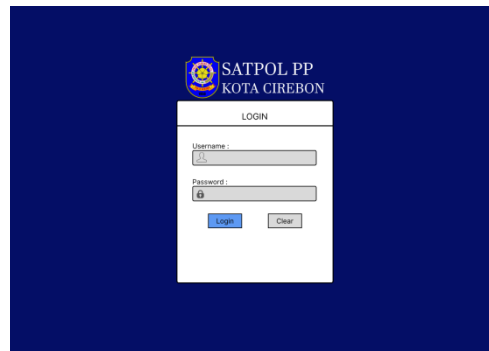 SATPOL PP
KOTA CIREBON
LOGIN
Username :
Password :
Login
Clear